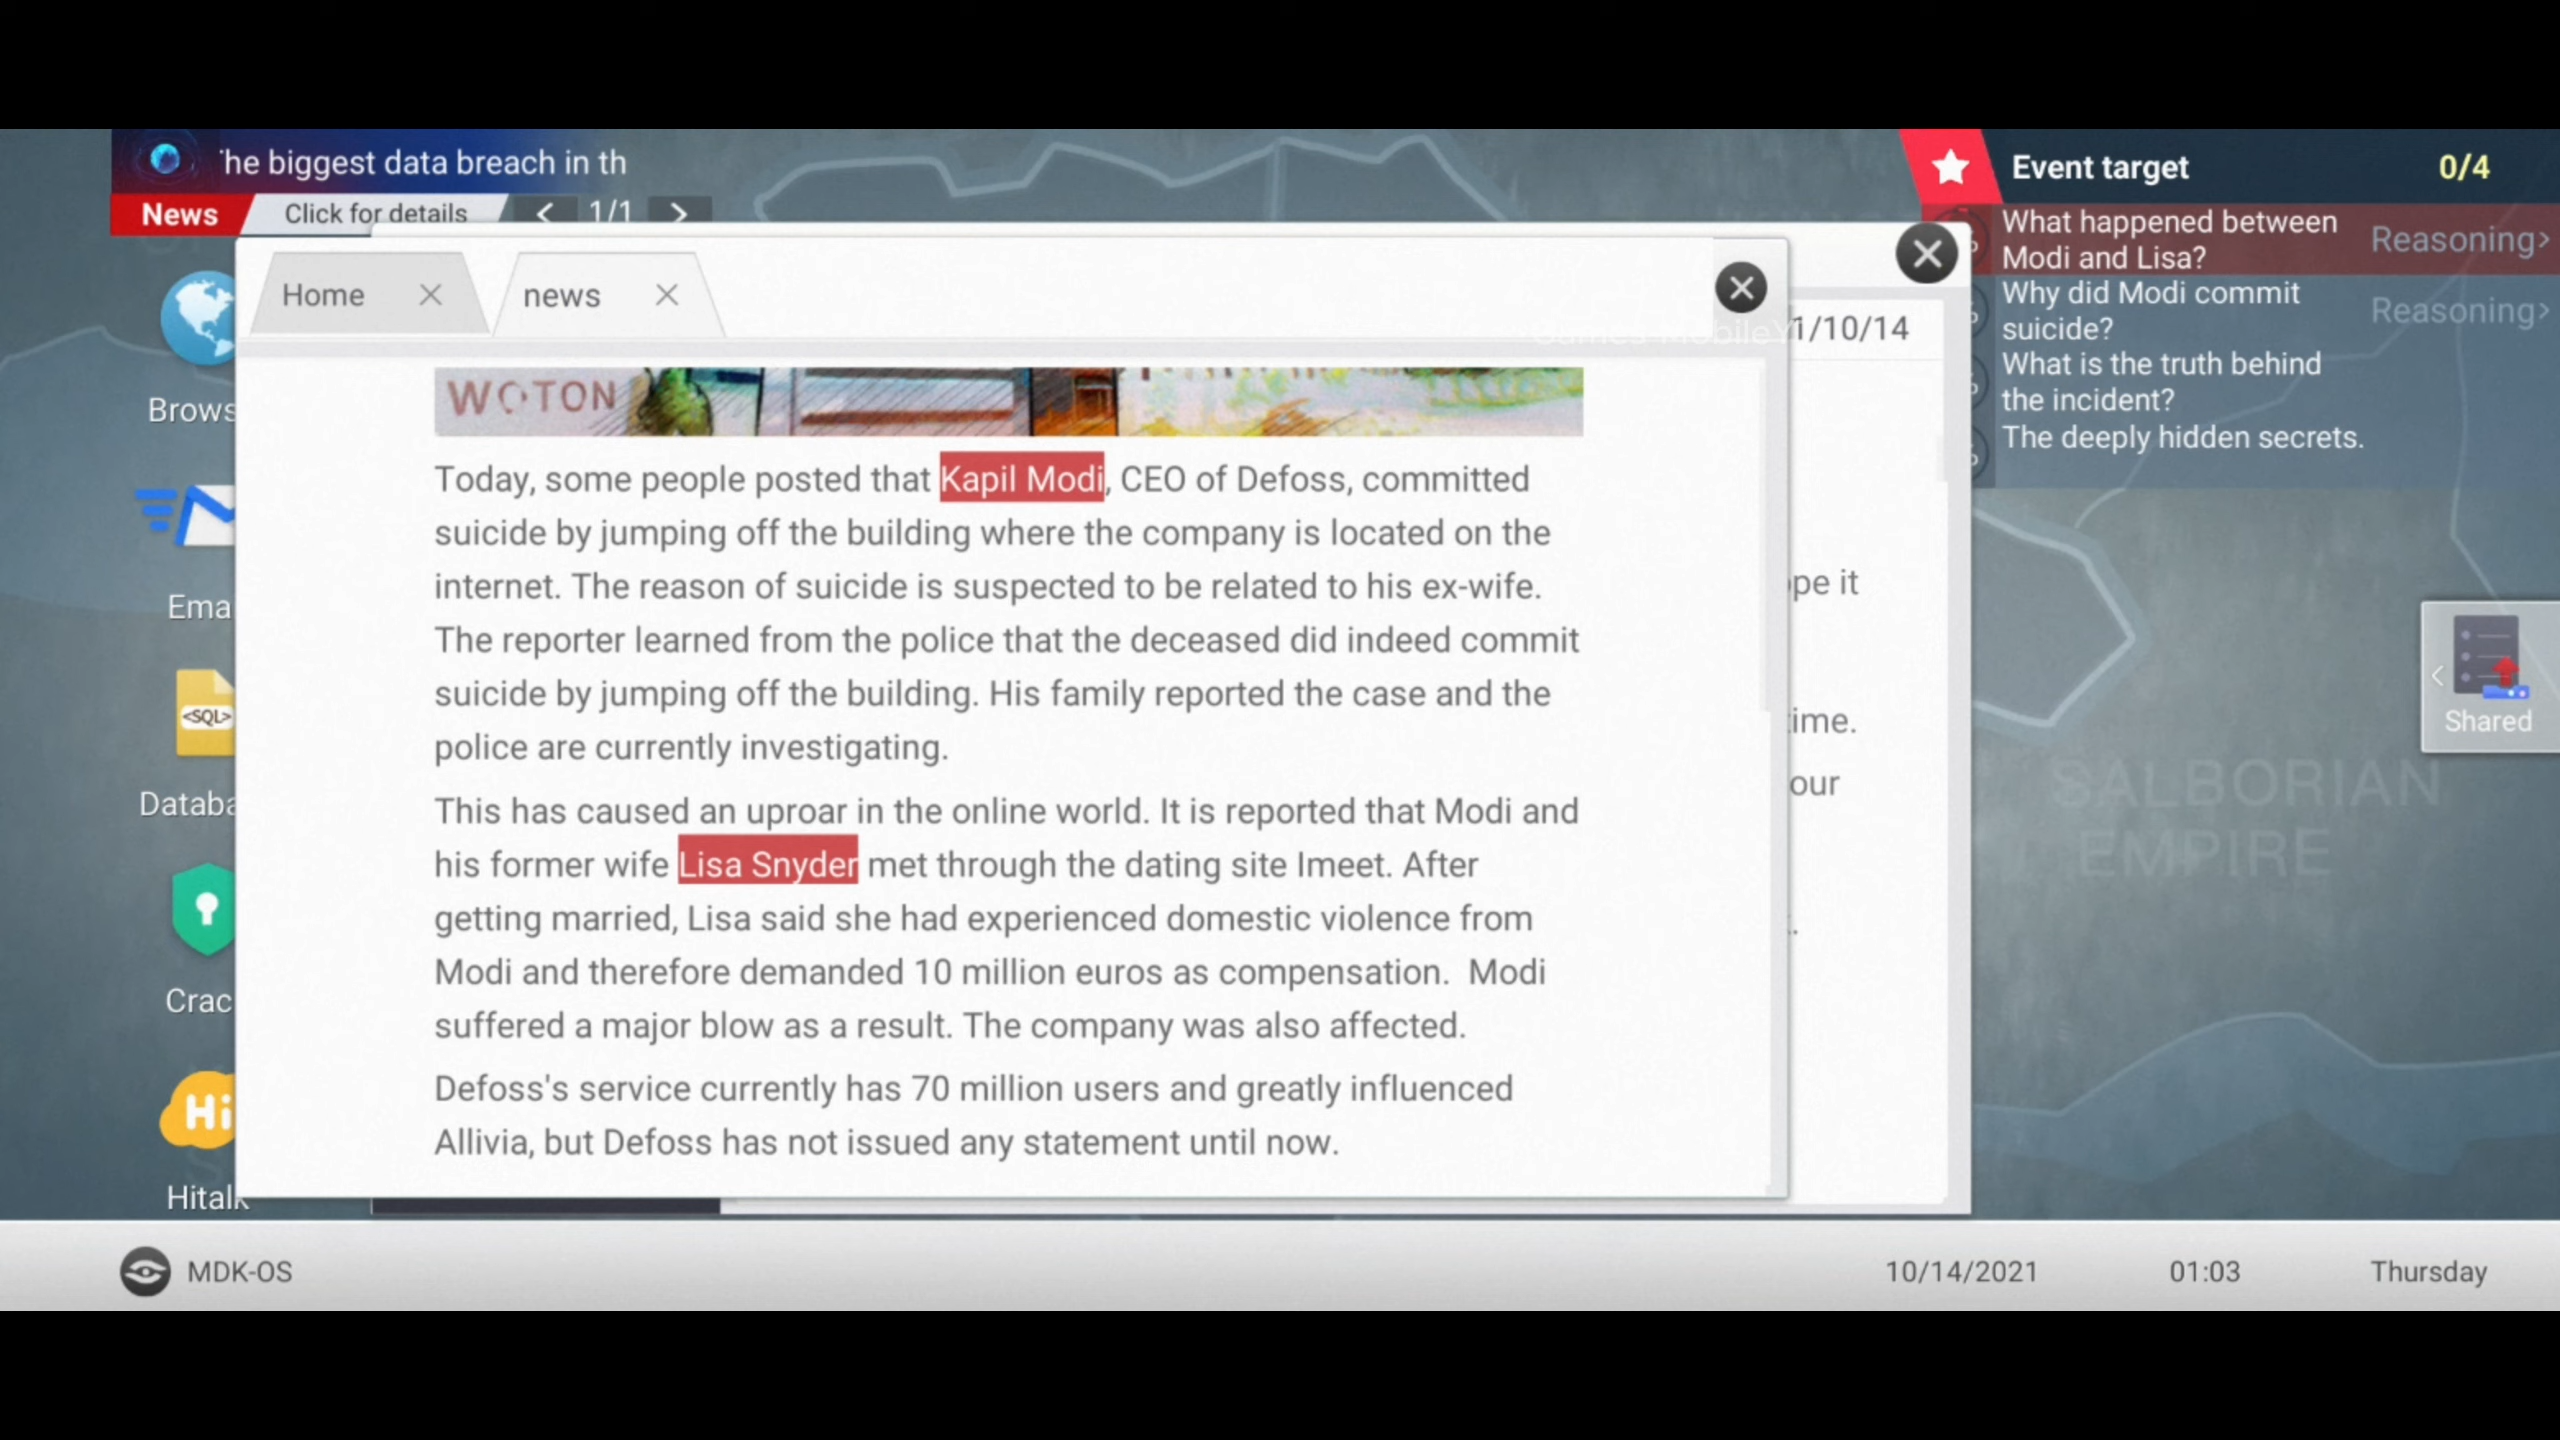 he biggest data breach in th
News
Click for details
1/1
Event target
0/4
What happened between
Modi and Lisa?
Reasoning>
Why did Modi commit
suicide?
Reasoning>
What is the truth behind
the incident?
The deeply hidden secrets.
Home
news
1/10/14
WOTON
Today, some people posted that Kapil Modi, CEO of Defoss, committed
suicide by jumping off the building where the company is located on the
internet. The reason of suicide is suspected to be related to his ex-wife.
The reporter learned from the police that the deceased did indeed commit
suicide by jumping off the building. His family reported the case and the
police are currently investigating.
This has caused an uproar in the online world. It is reported that Modi and
his former wife Lisa Snyder met through the dating site Imeet. After
getting married, Lisa said she had experienced domestic violence from
Modi and therefore demanded 10 million euros as compensation. Modi
suffered a major blow as a result. The company was also affected.
Defoss's service currently has 70 million users and greatly influenced
Allivia, but Defoss has not issued any statement until now.
pe it
ime.
our
Brows
Ema
<SQL>
Databa
Crac
Hi
Hitalk
Shared
SALBORIAN
EMPIRE
MDK-OS
10/14/2021
01:03
Thursday